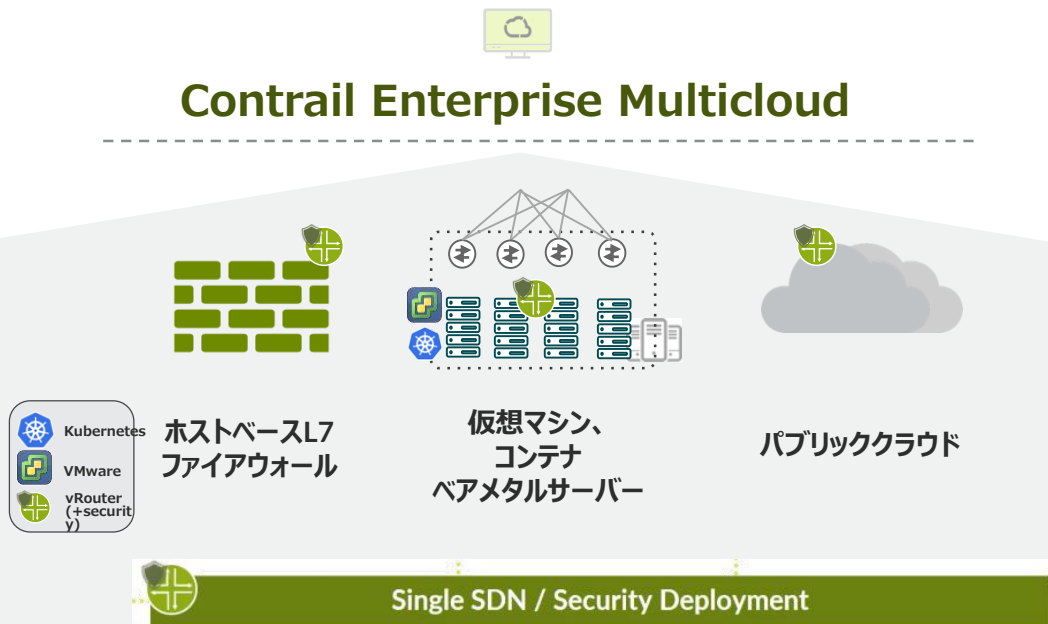 Contrail Enterprise Multicloud
ホストベースL7
ファイアウォール
仮想マシン、
コンテナ
ベアメタルサーバー
パブリッククラウド
Kubernetes
VMware
vRouter
(+securit
y)
Single SDN / Security Deployment